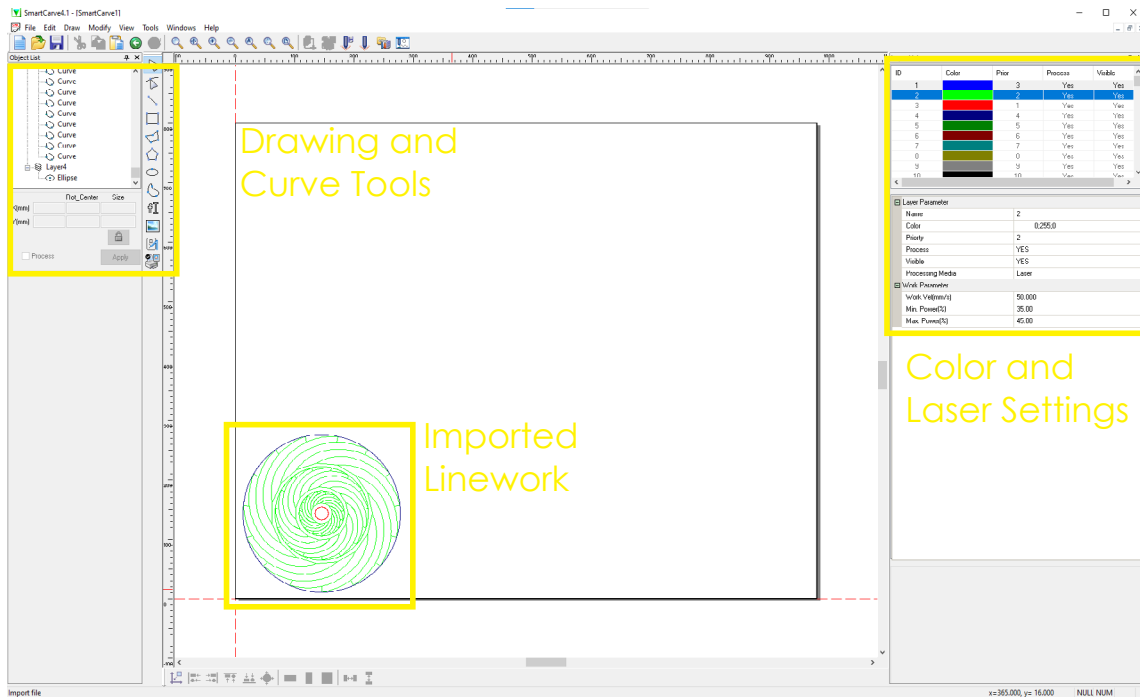 SmartCarve4.1 - [SmartCarve1]
File Edit Draw Modify View Tools Windows Help
Object List
Curve
Curve
Curve
Curve
Curve
Curve
Curve
Curve
Curve
Layer4
Ellipse
Rot_Center Size
X(mm)
Y(mm)
Process
Apply
Drawing and
Curve Tools
Imported
Linework
ID Color Prior Process Visible
1 3 Yes Yes
2 2 Yes Yes
3 1 Yes Yes
4 4 Yes Yes
5 5 Yes Yes
6 6 Yes Yes
7 7 Yes Yes
8 8 Yes Yes
9 9 Yes Yes
10 10 Yes Yes
Layer Parameter
Name 2
Color 0;255;0
Priority 2
Process YES
Visible YES
Processing Media Laser
Work Parameter
Work Vel(mm/s) 50.000
Min. Power(%) 35.00
Max. Power(%) 45.00
Color and
Laser Settings
Import file
x=365.000, y= 16.000 NULL NUM